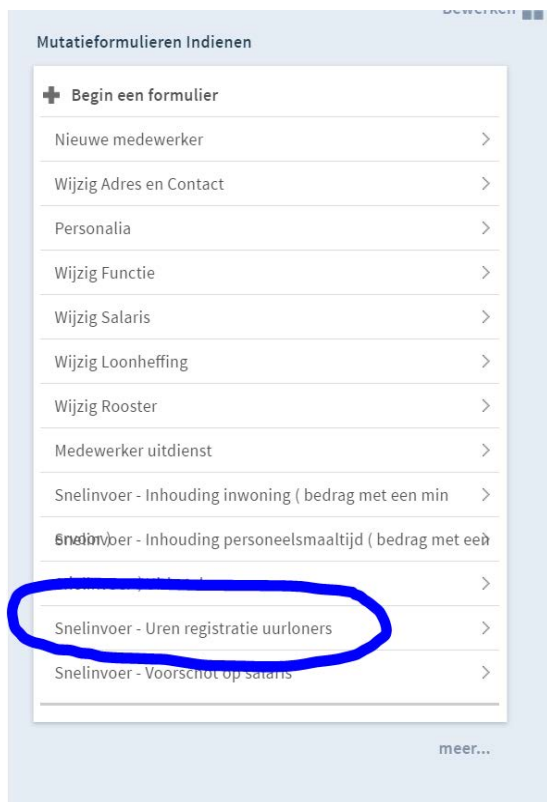 Bewerken
Mutatieformulieren Indienen
Begin een formulier
Nieuwe medewerker
Wijzig Adres en Contact
Personalia
Wijzig Functie
Wijzig Salaris
Wijzig Loonheffing
Wijzig Rooster
Medewerker uitdienst
Snelinvoer - Inhouding inwoning ( bedrag met een min
ervoor )
Snelinvoer - Inhouding personeelsmaaltijd ( bedrag met een
Snelinvoer - Uren registratie uurloners
Snelinvoer - Voorschot op salaris
meer...